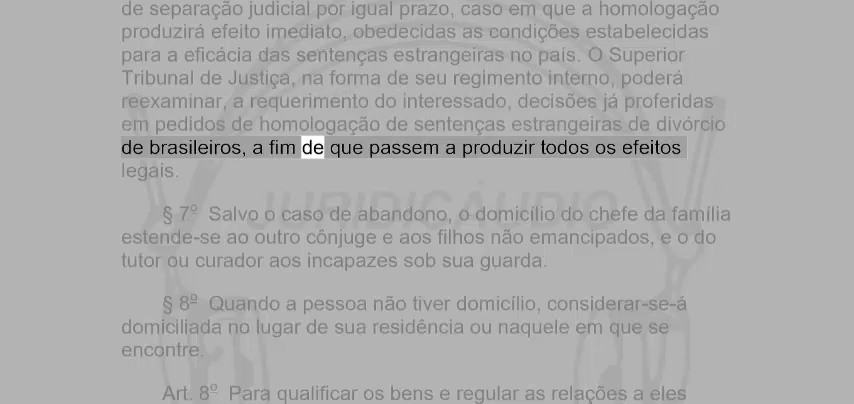 de separação judicial por igual prazo, caso em que a homologação
produzirá efeito imediato, obedecidas as condições estabelecidas
para a eficácia das sentenças estrangeiras no país. O Superior
Tribunal de Justiça, na forma de seu regimento interno, poderá
reexaminar, a requerimento do interessado, decisões já proferidas
em pedidos de homologação de sentenças estrangeiras de divórcio
de brasileiros, a fim de que passem a produzir todos os efeitos
legais.
JURIDICÁUDIO
§ 7º Salvo o caso de abandono, o domicílio do chefe da família
estende-se ao outro cônjuge e aos filhos não emancipados, e o do
tutor ou curador aos incapazes sob sua guarda.
§ 8º Quando a pessoa não tiver domicílio, considerar-se-á
domiciliada no lugar de sua residência ou naquele em que se
encontre.
Art. 8º Para qualificar os bens e regular as relações a eles